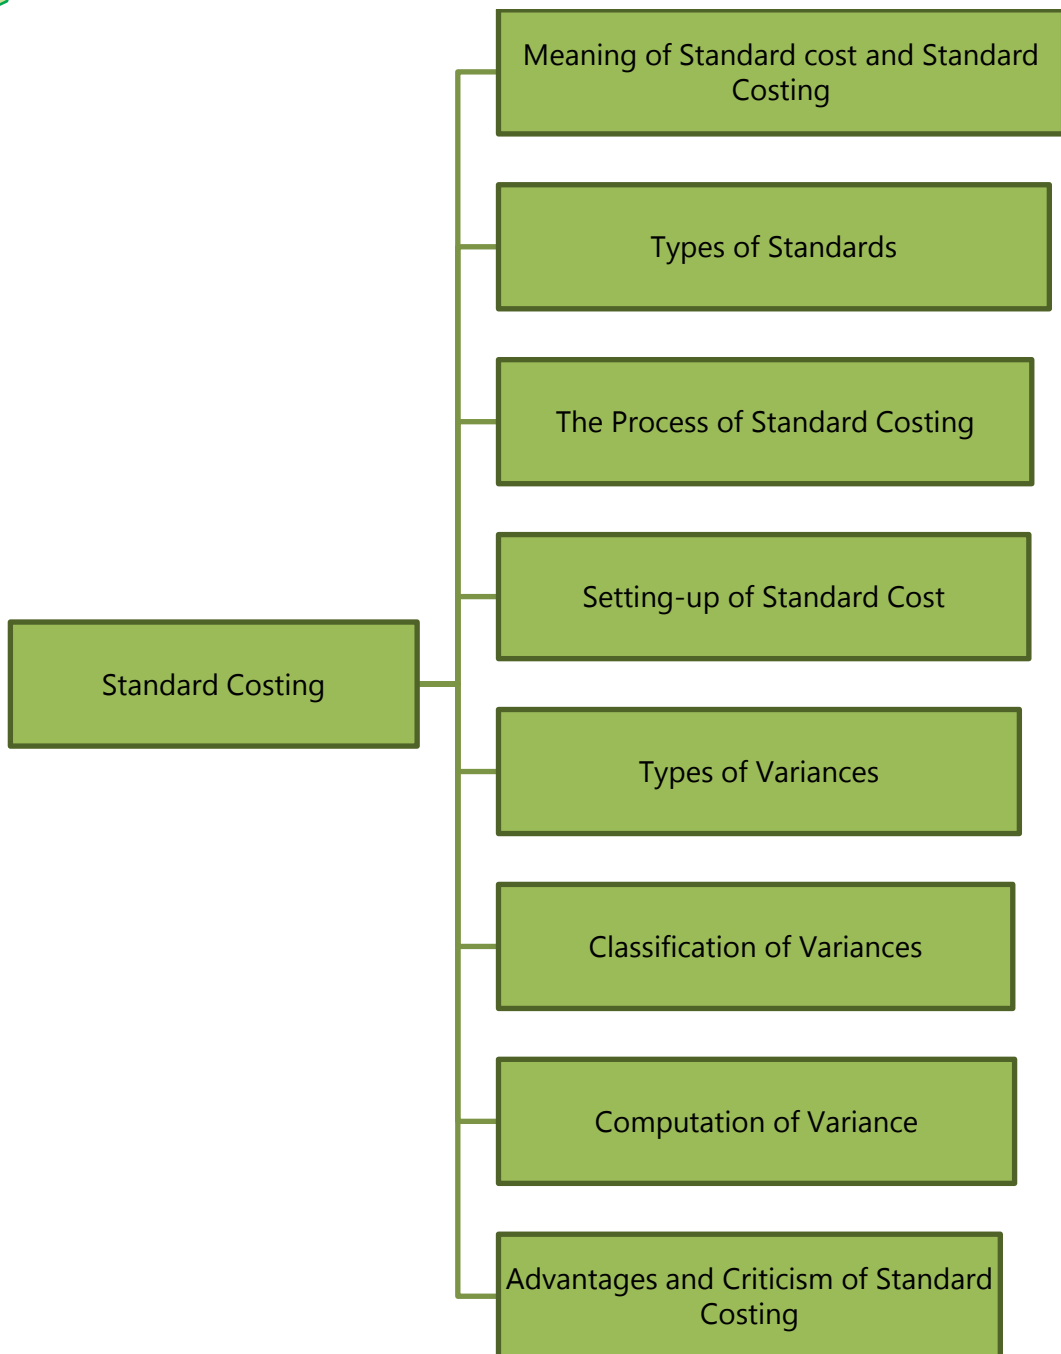 Meaning of Standard cost and Standard
Costing
Types of Standards
The Process of Standard Costing
Setting-up of Standard Cost
Standard Costing
Types of Variances
Classification of Variances
Computation of Variance
Advantages and Criticism of Standard
Costing